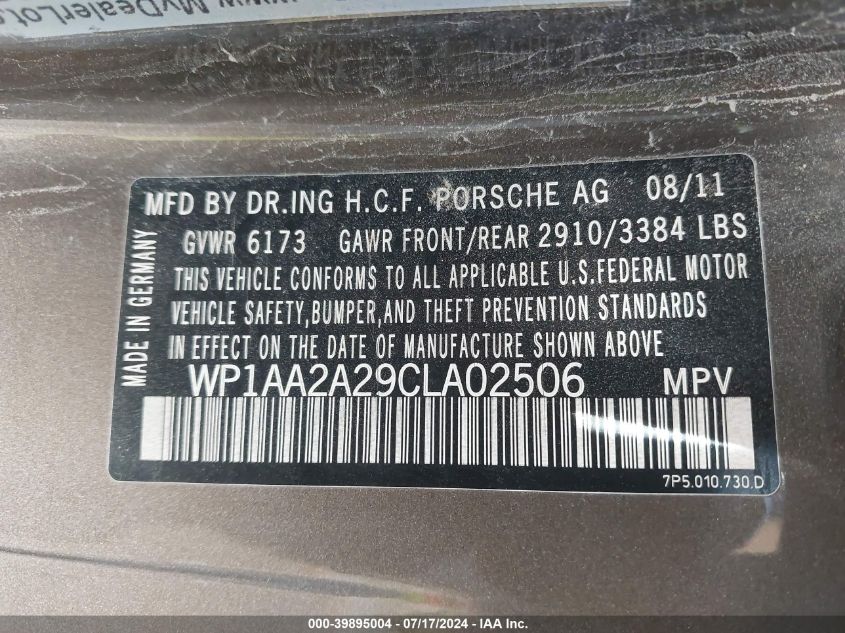 www.MyDealerLot.
MFD BY DR.ING H.C.F. PORSCHE AG 08/11
GVWR 6173 GAWR FRONT/REAR 2910/3384 LBS
THIS VEHICLE CONFORMS TO ALL APPLICABLE U.S.FEDERAL MOTOR
VEHICLE SAFETY,BUMPER,AND THEFT PREVENTION STANDARDS
IN EFFECT ON THE DATE OF MANUFACTURE SHOWN ABOVE
WP1AA2A29CLA02506 MPV
MADE IN GERMANY
7P5.010.730.D
000-39895004 / 07/17/2024 - IAA Inc.